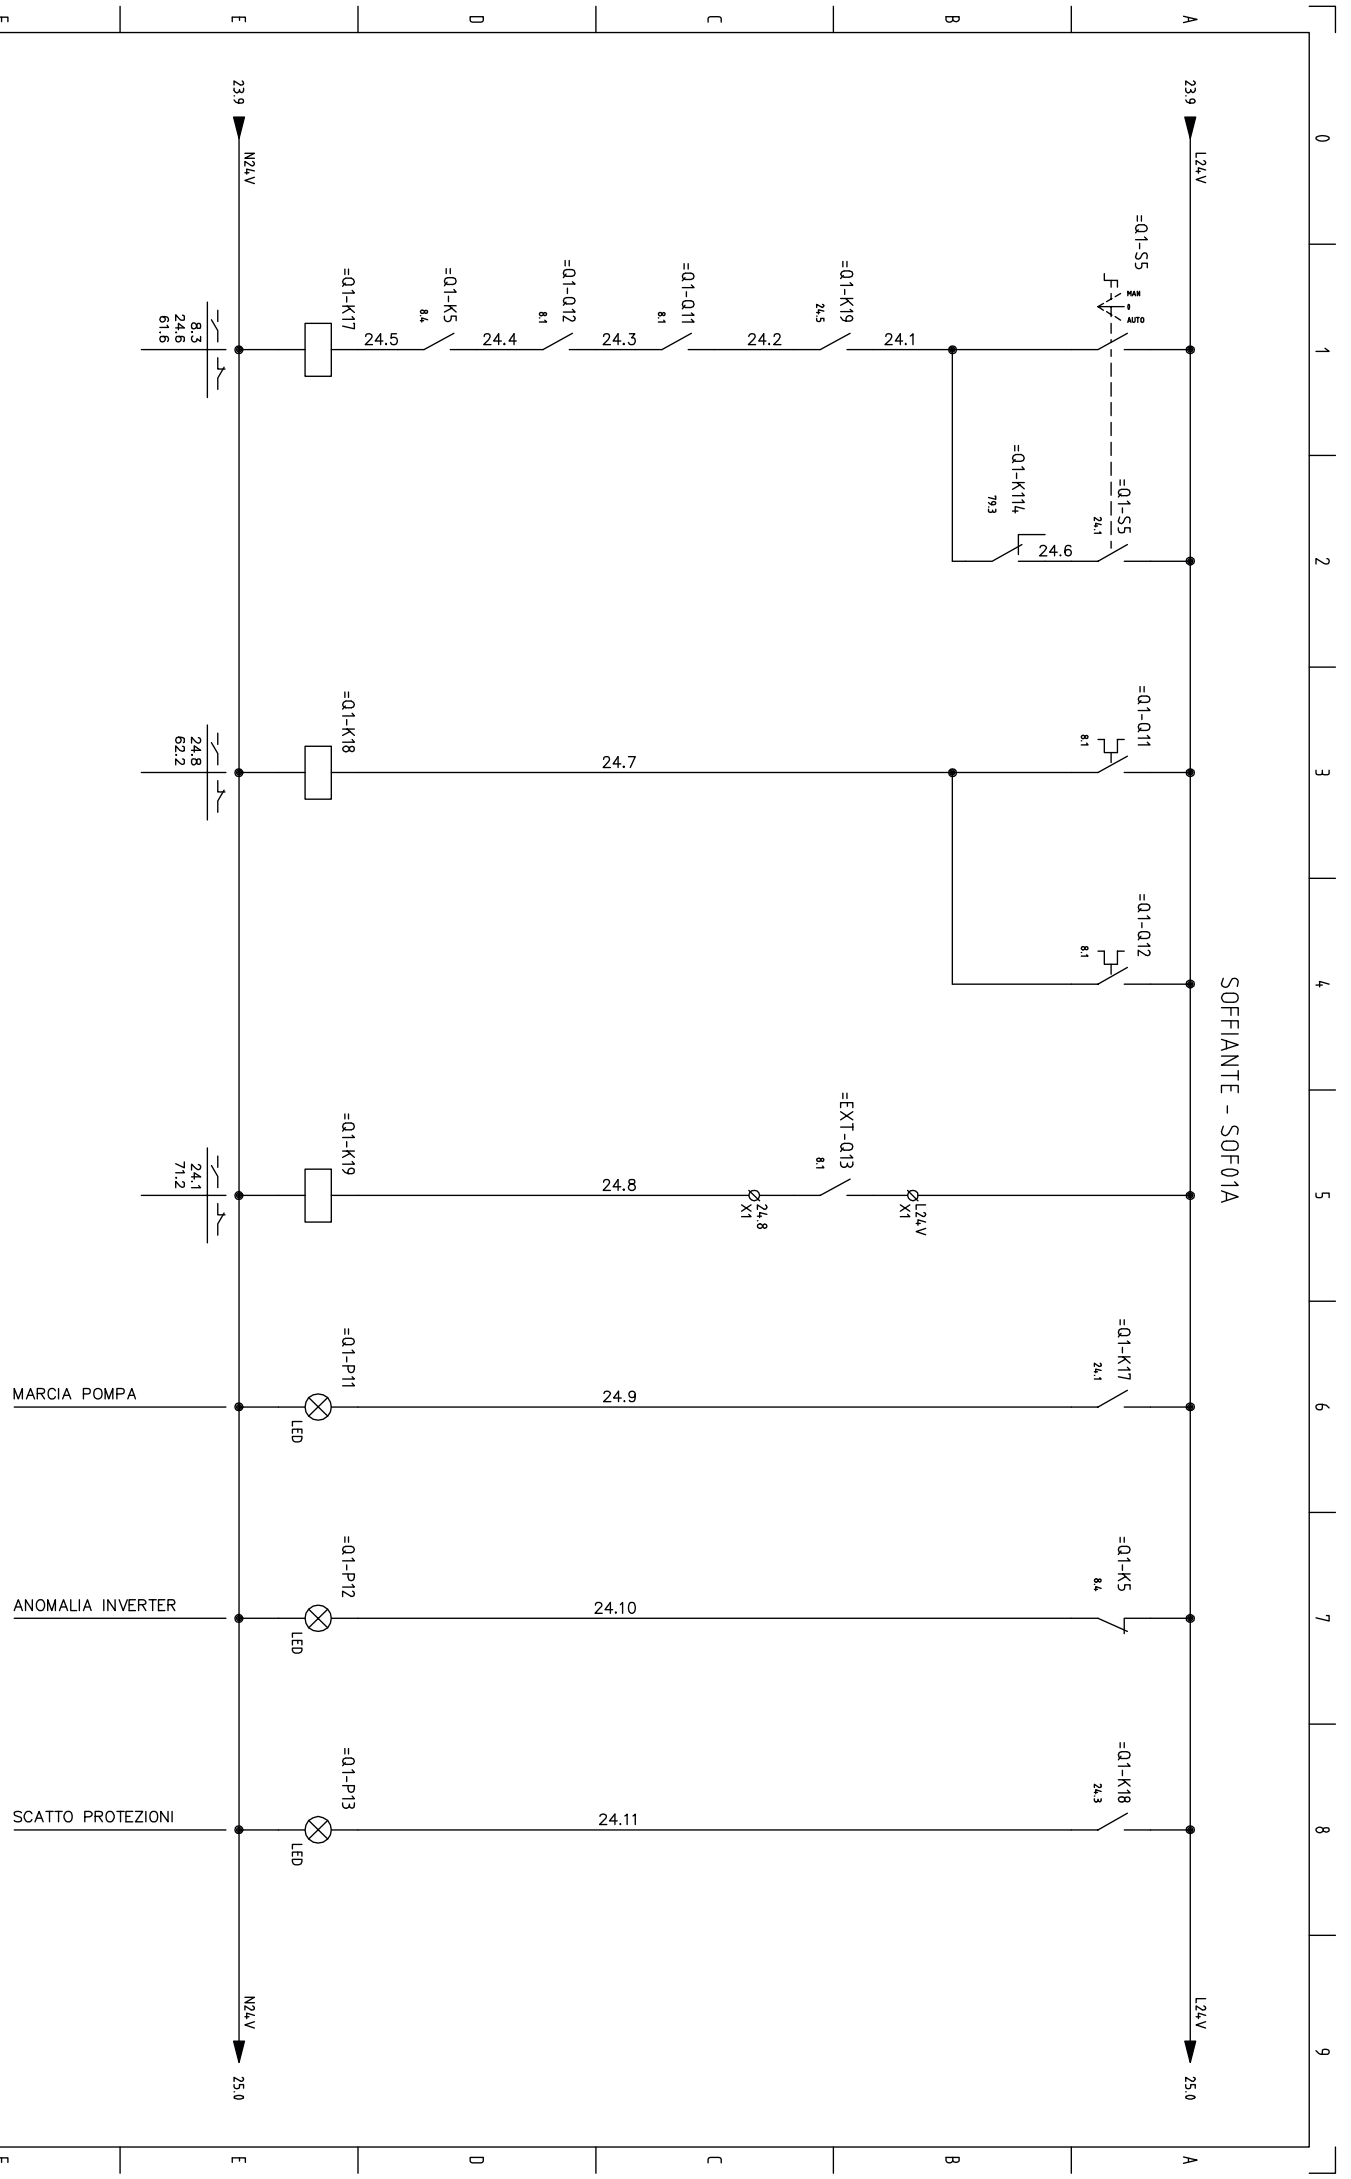 0 1 2 3 4 5 6 7 8 9
SOFFIANTE - SOF01A
A A
23.9 L24V L24V 25.0
=Q1-S5
MAN
0
AUTO
=Q1-S5
24.1
24.6
=Q1-K114
79.3
=Q1-Q11
8.1
=Q1-Q12
8.1
=Q1-K17
24.1
=Q1-K5
8.4
=Q1-K18
24.3
B B
24.1
=Q1-K19
24.5
24.2
=Q1-Q11
8.1
24.3
=Q1-Q12
8.1
24.4
=Q1-K5
8.4
24.5
L24V
X1
=EXT-Q13
8.1
24.8
X1
C C
24.7
24.8
24.9
24.10
24.11
D D
=Q1-K17
=Q1-K18
=Q1-K19
=Q1-P11
LED
=Q1-P12
LED
=Q1-P13
LED
E E
23.9 N24V N24V 25.0
8.3
24.6
61.6
24.8
62.2
24.1
71.2
MARCIA POMPA
ANOMALIA INVERTER
SCATTO PROTEZIONI
F F